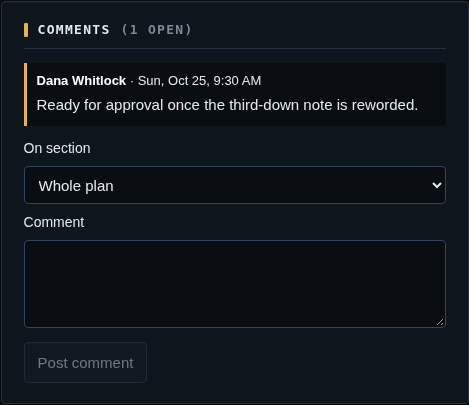 COMMENTS (1 OPEN)
Dana Whitlock · Sun, Oct 25, 9:30 AM
Ready for approval once the third-down note is reworded.
On section
Whole plan
Comment
Post comment